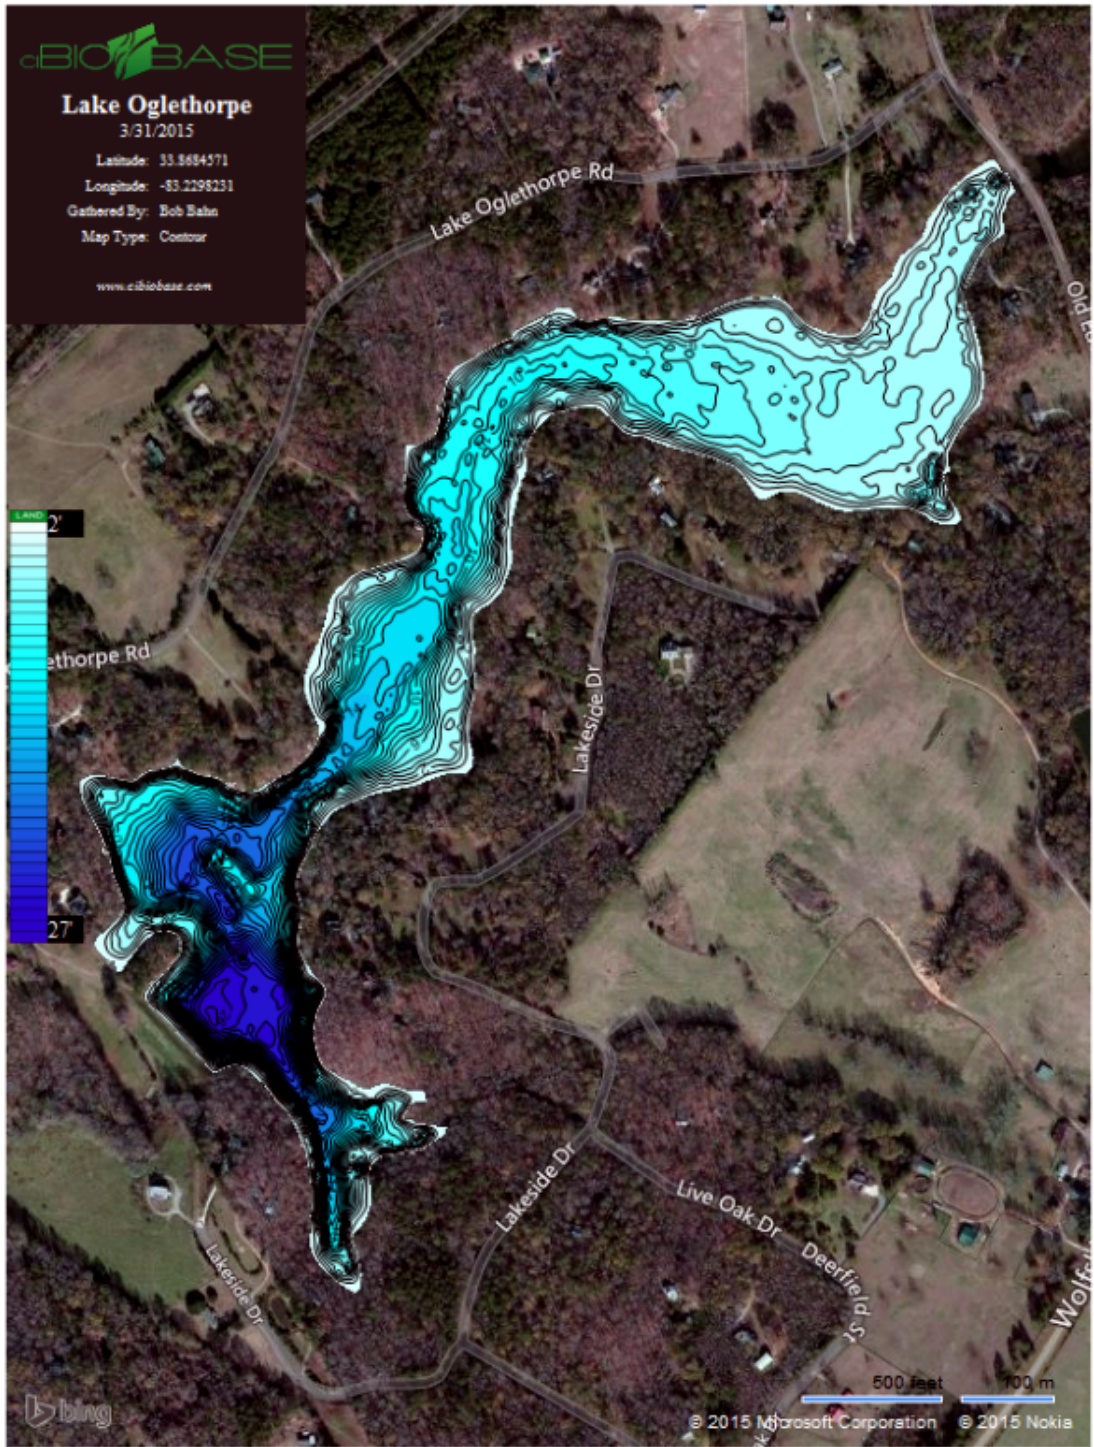 ciBIOBASE
Lake Oglethorpe
3/31/2015
Latitude: 33.8684571
Longitude: -83.2298231
Gathered By: Bob Bahn
Map Type: Contour
www.cibiobase.com
Lake Oglethorpe Rd
Old
LAND
2'
ethorpe Rd
Lakeside Dr
27'
Lakeside Dr
Live Oak Dr
Deerfield St
Lakeside Dr
Wolf
500 feet
100 m
bing
© 2015 Microsoft Corporation
© 2015 Nokia